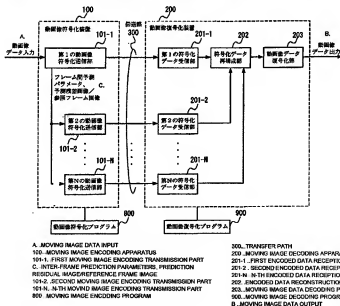 100
200
動画像符号化装置
伝送路
300
動画像復号化装置
A.
動画像
データ入力
101-1
第1の動画像
符号化送信部
201-1
第1の符号化
データ受信部
202
符号化データ
再構成部
203
動画像データ
復号化部
B.
動画像
データ出力
フレーム間予測
パラメータ、
予測残差画像/
参照フレーム画像
C.
第2の動画像
符号化送信部
101-2
201-2
第2の符号化
データ受信部
101-N
第Nの動画像
符号化送信部
201-N
第Nの符号化
データ受信部
動画像符号化プログラム
800
動画像復号化プログラム
900
A...MOVING IMAGE DATA INPUT
100...MOVING IMAGE ENCODING APPARATUS
101-1...FIRST MOVING IMAGE ENCODING TRANSMISSION PART
C. INTER-FRAME PREDICTION PARAMETERS, PREDICTION
RESIDUAL IMAGE/REFERENCE FRAME IMAGE
101-2...SECOND MOVING IMAGE ENCODING TRANSMISSION PART
101-N...N-TH MOVING IMAGE ENCODING TRANSMISSION PART
800...MOVING IMAGE ENCODING PROGRAM
300...TRANSFER PATH
200...MOVING IMAGE DECODING APPARA
201-1...FIRST ENCODED DATA RECEPTIO
201-2...SECOND ENCODED DATA RECEP
201-N...N-TH ENCODED DATA RECEPTIO
202...ENCODED DATA RECONSTRUCTIO
203...MOVING IMAGE DATA DECODING P
900...MOVING IMAGE DECODING PROGR
B...MOVING IMAGE DATA OUTPUT